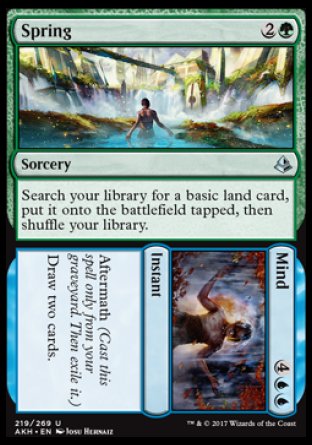 Spring 2
Sorcery
Search your library for a basic land card,
put it onto the battlefield tapped, then
shuffle your library.
Mind 4
Instant
Aftermath (Cast this
spell only from your
graveyard. Then exile it.)
Draw two cards.
219/269 U
AKH • EN Josu Hernaiz
™ & © 2017 Wizards of the Coast